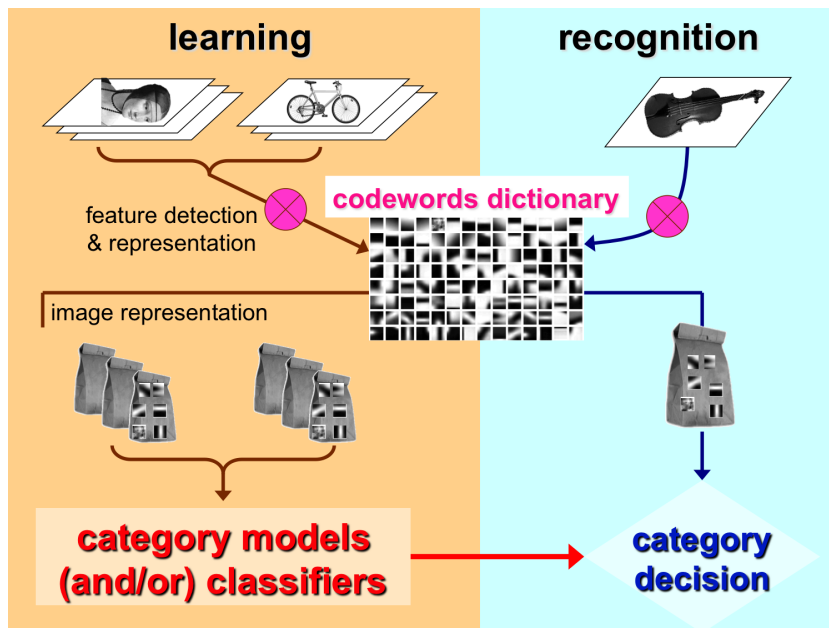 learning
recognition
codewords dictionary
feature detection
& representation
image representation
category models
(and/or) classifiers
category
decision